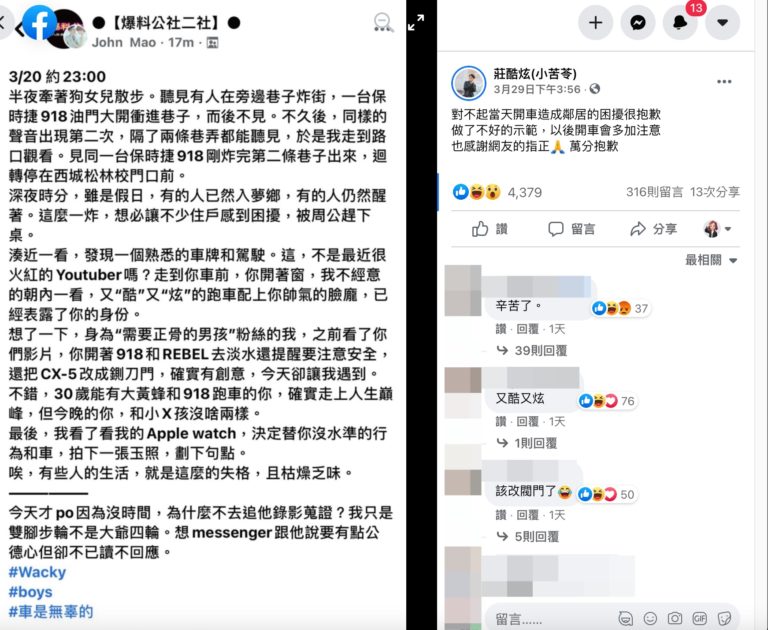 ●【爆料公社二社】●
John Mao · 17m ·
3/20 約 23:00
半夜牽著狗女兒散步。聽見有人在旁邊巷子炸街，一台保
時捷 918 油門大開衝進巷子，而後不見。不久後，同樣的
聲音出現第二次，隔了兩條巷弄都能聽見，於是我走到路
口觀看。見同一台保時捷 918 剛炸完第二條巷子出來，迴
轉停在西城松林校門口前。
深夜時分，雖是假日，有的人已然入夢鄉，有的人仍然醒
著。這麼一炸，想必讓不少住戶感到困擾，被周公趕下
桌。
湊近一看，發現一個熟悉的車牌和駕駛。這，不是最近很
火紅的 Youtuber 嗎？走到你車前，你開著窗，我不經意
的朝內一看，又“酷”又“炫”的跑車配上你帥氣的臉龐，已
經表露了你的身份。
想了一下，身為“需要正骨的男孩”粉絲的我，之前看了你
們影片，你開著 918 和 REBEL 去淡水還提醒要注意安全，
還把 CX-5 改成鍘刀門，確實有創意，今天卻讓我遇到。
不錯，30 歲能有大黃蜂和 918 跑車的你，確實走上人生巔
峰，但今晚的你，和小 X 孩沒啥兩樣。
最後，我看了看我的 Apple watch，決定替你沒水準的行
為和車，拍下一張玉照，劃下句點。
唉，有些人的生活，就是這麼的失格，且枯燥乏味。
——————
今天才 po 因為沒時間，為什麼不去追他錄影蒐證？我只是
雙腳步輪不是大爺四輪。想 messenger 跟他說要有點公
德心但卻不已讀不回應。
#Wacky
#boys
#車是無辜的
13
莊酷炫(小苦苓)
3月29日下午3:56 ·
對不起當天開車造成鄰居的困擾很抱歉
做了不好的示範，以後開車會多加注意
也感謝網友的指正🙏 萬分抱歉
4,379 316則留言 13次分享
讚 留言 分享
最相關
辛苦了。
37
讚 · 回覆 · 1天
39則回覆
又酷又炫
76
讚 · 回覆 · 1天
1則回覆
該改閥門了😂
50
讚 · 回覆 · 1天
5則回覆
留言......
GIF